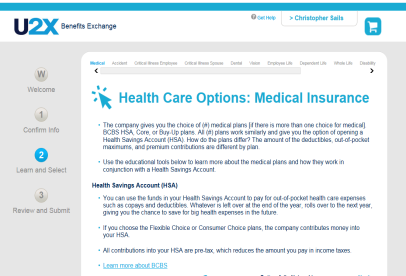 U2X Benefits Exchange
Get Help
> Christopher Sails
Medical Accident Critical Illness Employee Critical Illness Spouse Dental Vision Employee Life Dependent Life Whole Life Disability
W
Welcome
1
Confirm Info
2
Learn and Select
3
Review and Submit
Health Care Options: Medical Insurance
• The company gives you the choice of (#) medical plans [if there is more than one choice for medical]:
BCBS HSA, Core, or Buy-Up plans. All (#) plans work similarly and give you the option of opening a
Health Savings Account (HSA). How do the plans differ? The amount of the deductibles, out-of-pocket
maximums, and premium contributions are different by plan.
• Use the educational tools below to learn more about the medical plans and how they work in
conjunction with a Health Savings Account.
Health Savings Account (HSA)
• You can use the funds in your Health Savings Account to pay for out-of-pocket health care expenses
such as copays and deductibles. Whatever is left over at the end of the year, rolls over to the next year,
giving you the chance to save for big health expenses in the future.
• If you choose the Flexible Choice or Consumer Choice plans, the company contributes money into
your HSA.
• All contributions into your HSA are pre-tax, which reduces the amount you pay in income taxes.
• Learn more about BCBS